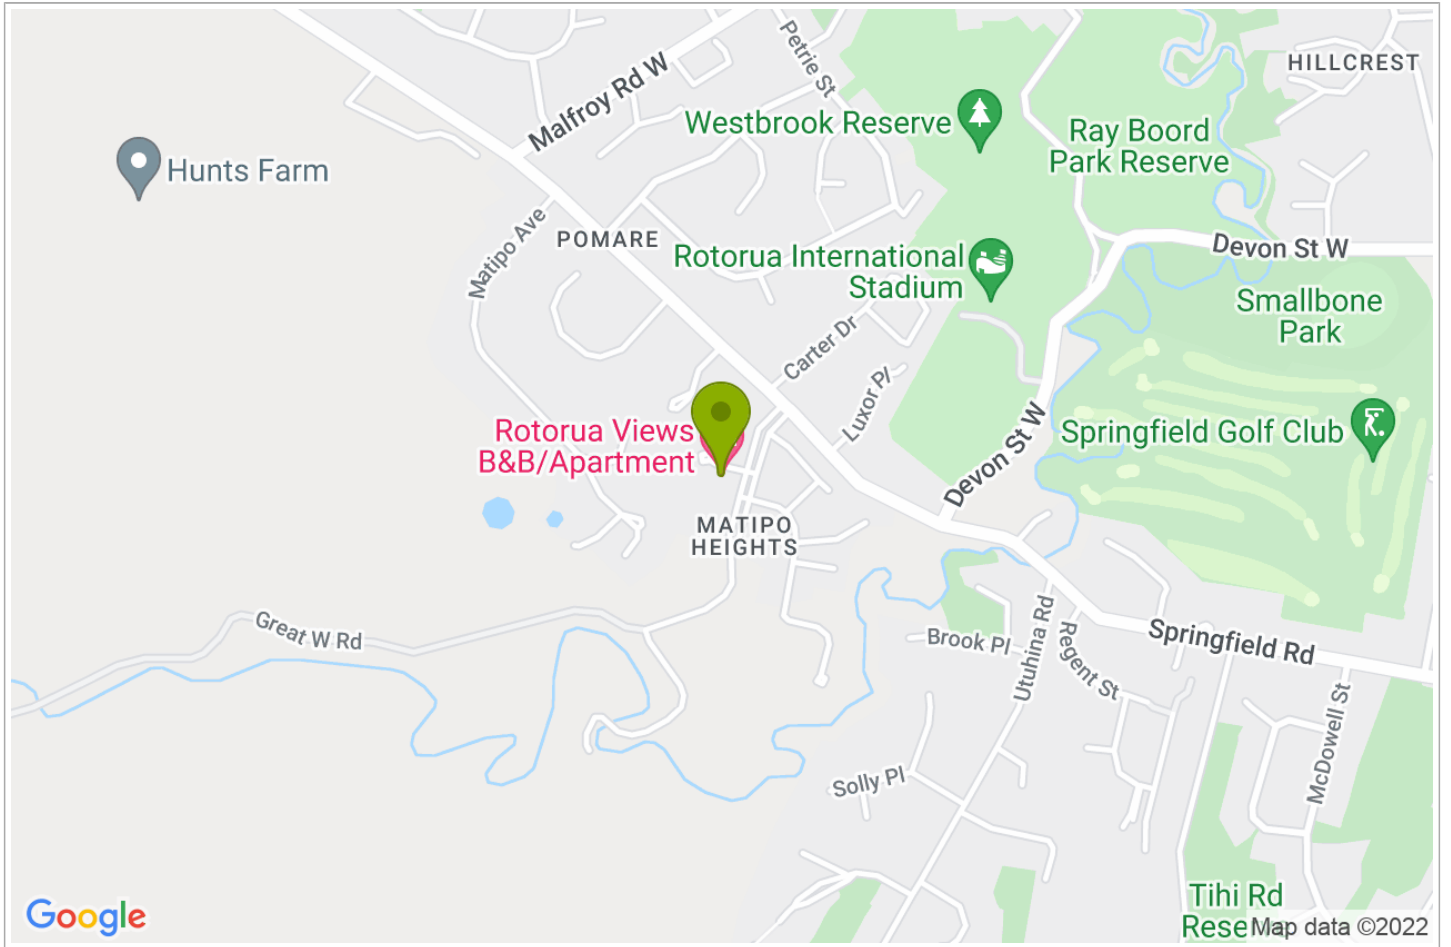 Petrie St
Malfroy Rd W
HILLCREST
Westbrook Reserve
Ray Boord
Park Reserve
Hunts Farm
Matipo Ave
POMARE
Rotorua International
Stadium
Devon St W
Smallbone
Park
Carter Dr
Luxor Pl
Rotorua Views
B&B/Apartment
Devon St W
Springfield Golf Club
MATIPO
HEIGHTS
Great W Rd
Brook Pl
Utuhina Rd
Regent St
Springfield Rd
McDowell St
Solly Pl
Tihi Rd
Google
Map data ©2022